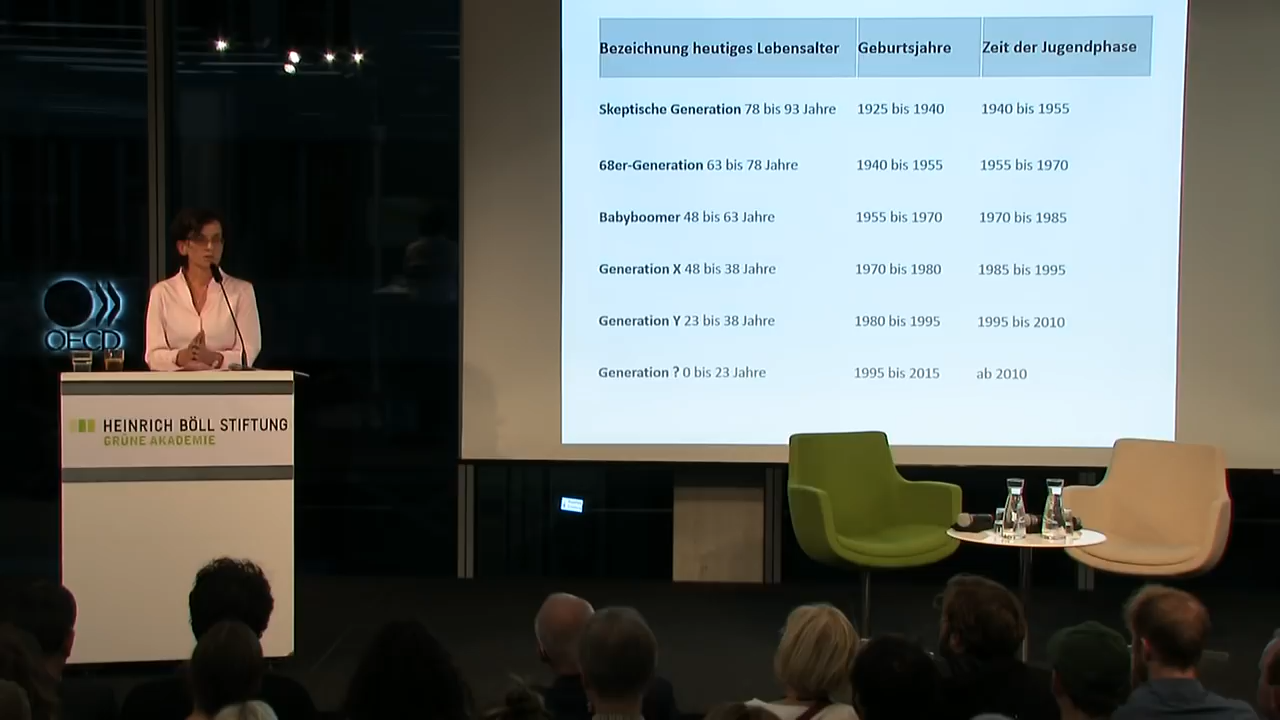 Bezeichnung heutiges Lebensalter Geburtsjahre Zeit der Jugendphase
Skeptische Generation 78 bis 93 Jahre 1925 bis 1940 1940 bis 1955
68er-Generation 63 bis 78 Jahre 1940 bis 1955 1955 bis 1970
Babyboomer 48 bis 63 Jahre 1955 bis 1970 1970 bis 1985
Generation X 48 bis 38 Jahre 1970 bis 1980 1985 bis 1995
Generation Y 23 bis 38 Jahre 1980 bis 1995 1995 bis 2010
Generation ? 0 bis 23 Jahre 1995 bis 2015 ab 2010
OECD
HEINRICH BÖLL STIFTUNG
GRÜNE AKADEMIE